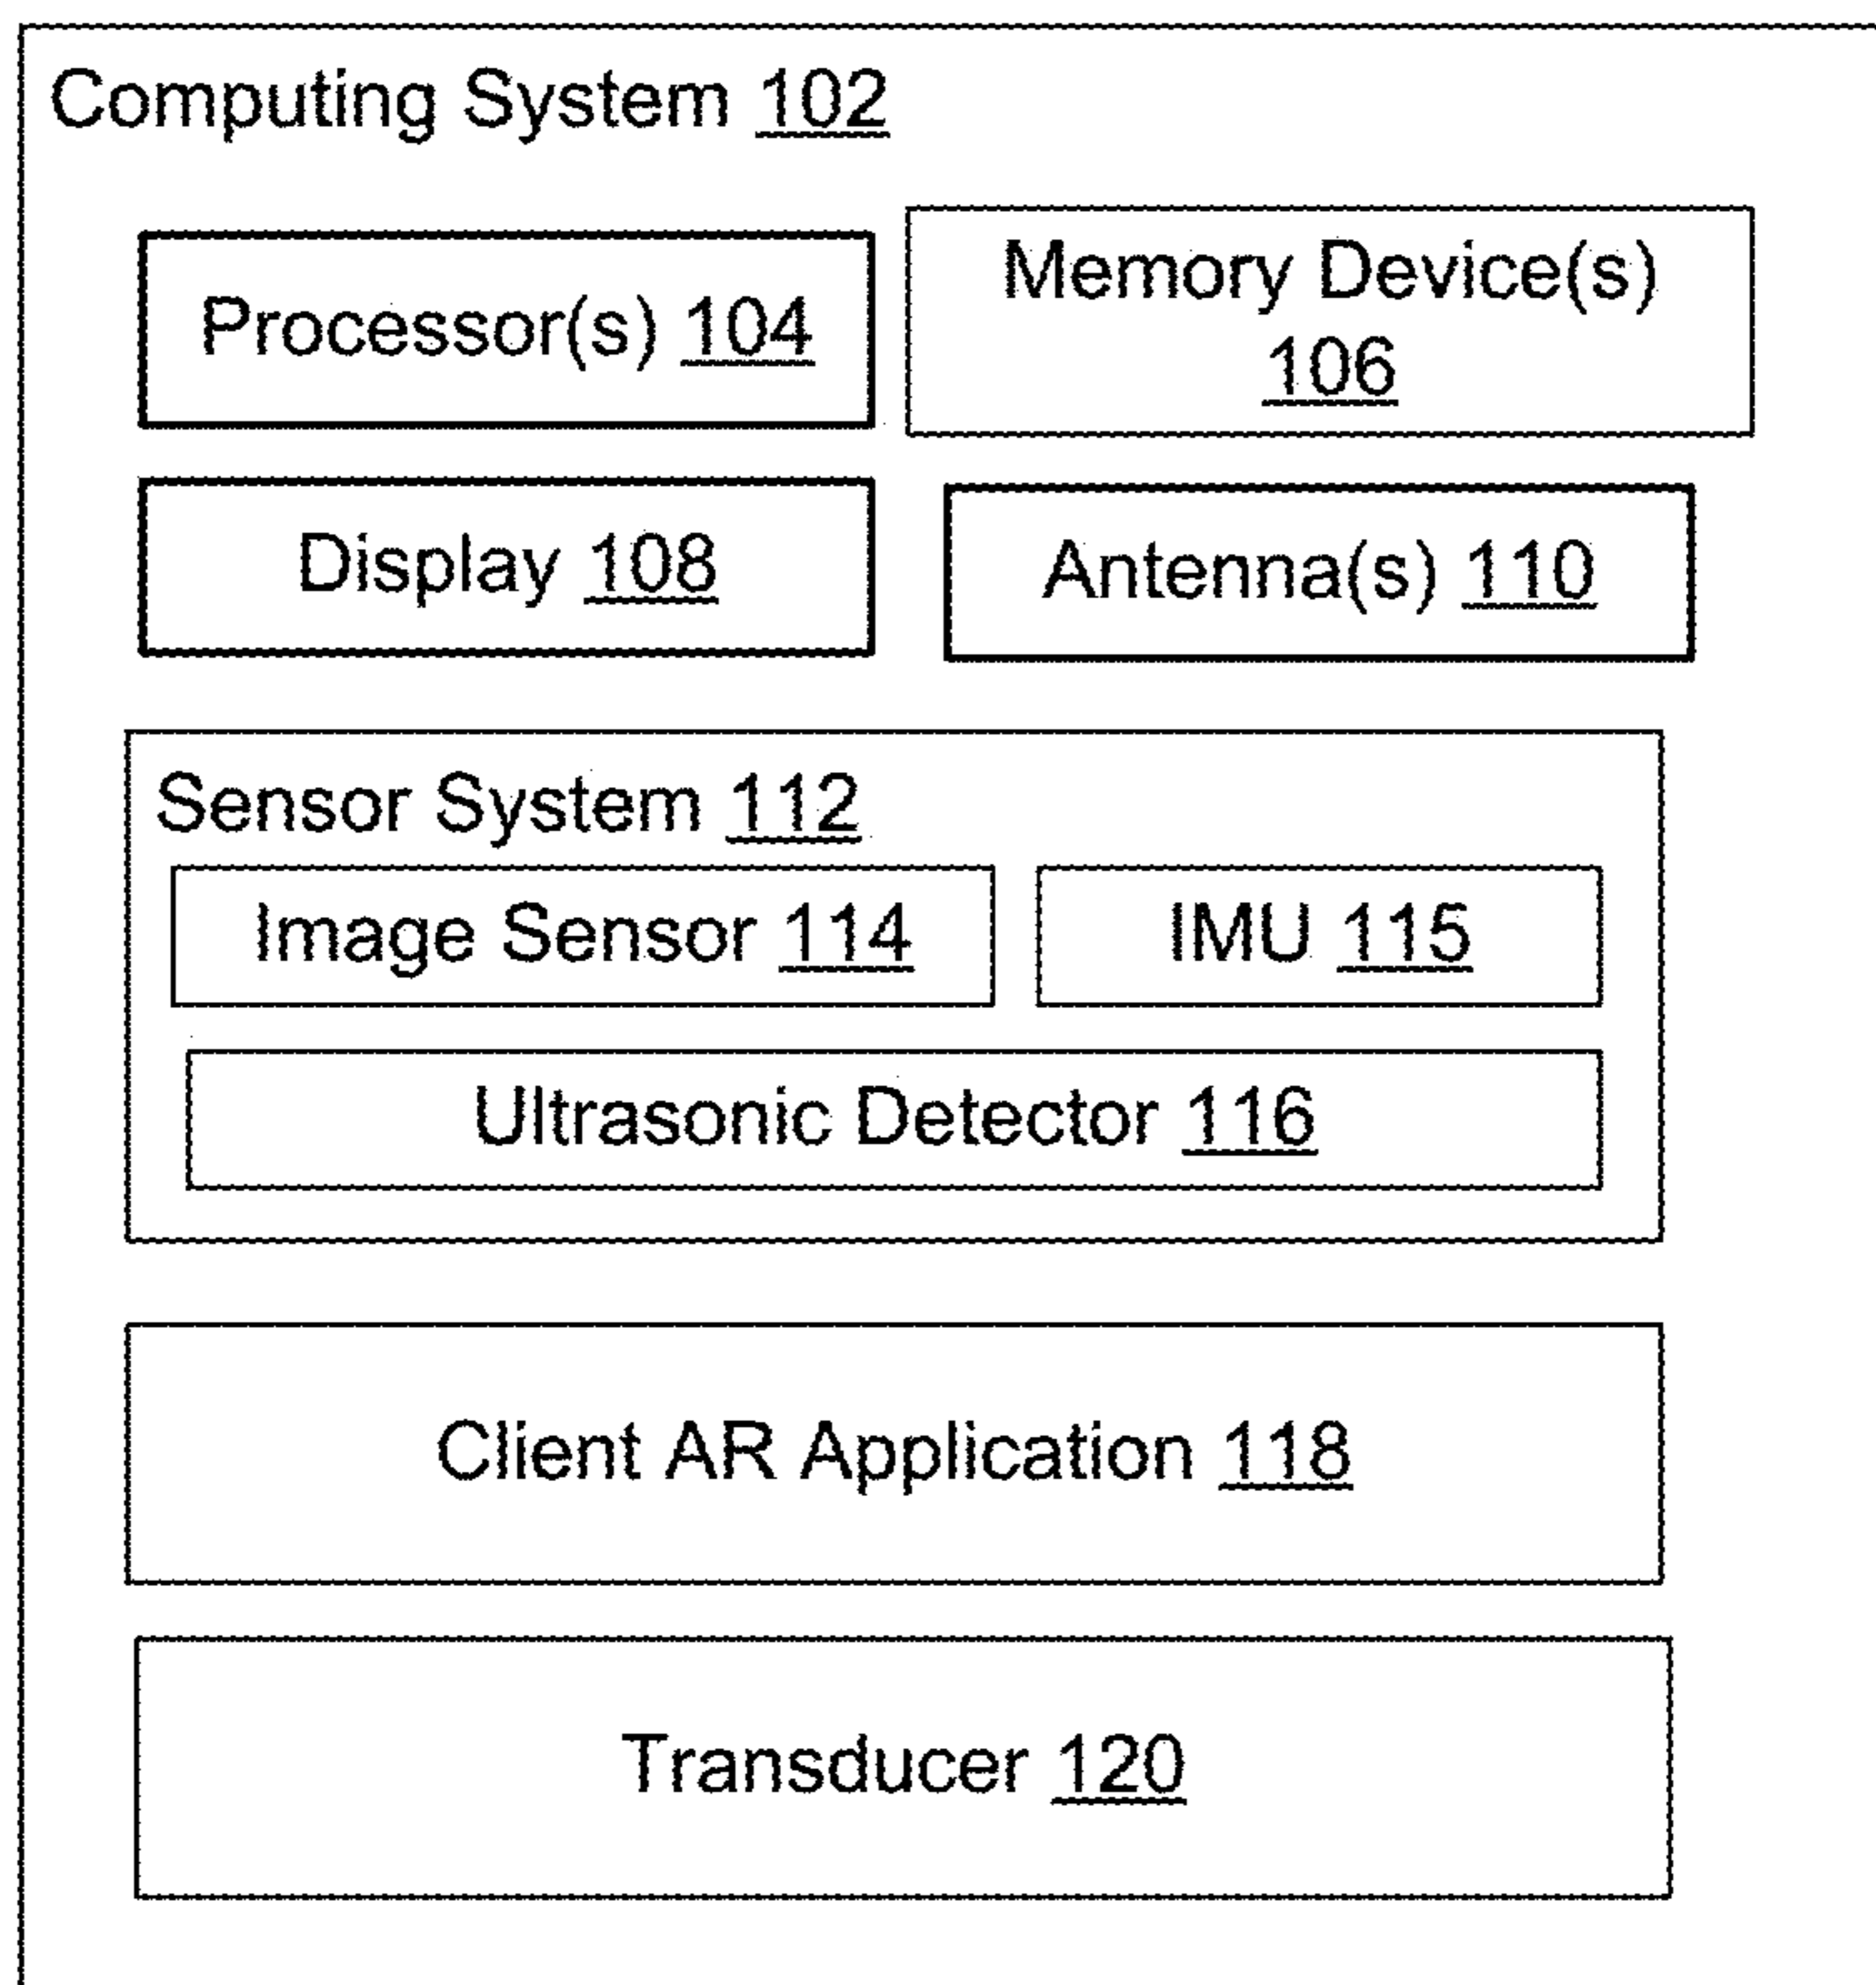 Computing System 102
Processor(s) 104
Memory Device(s)
106
Display 108
Antenna(s) 110
Sensor System 112
Image Sensor 114
IMU 115
Ultrasonic Detector 116
Client AR Application 118
Transducer 120